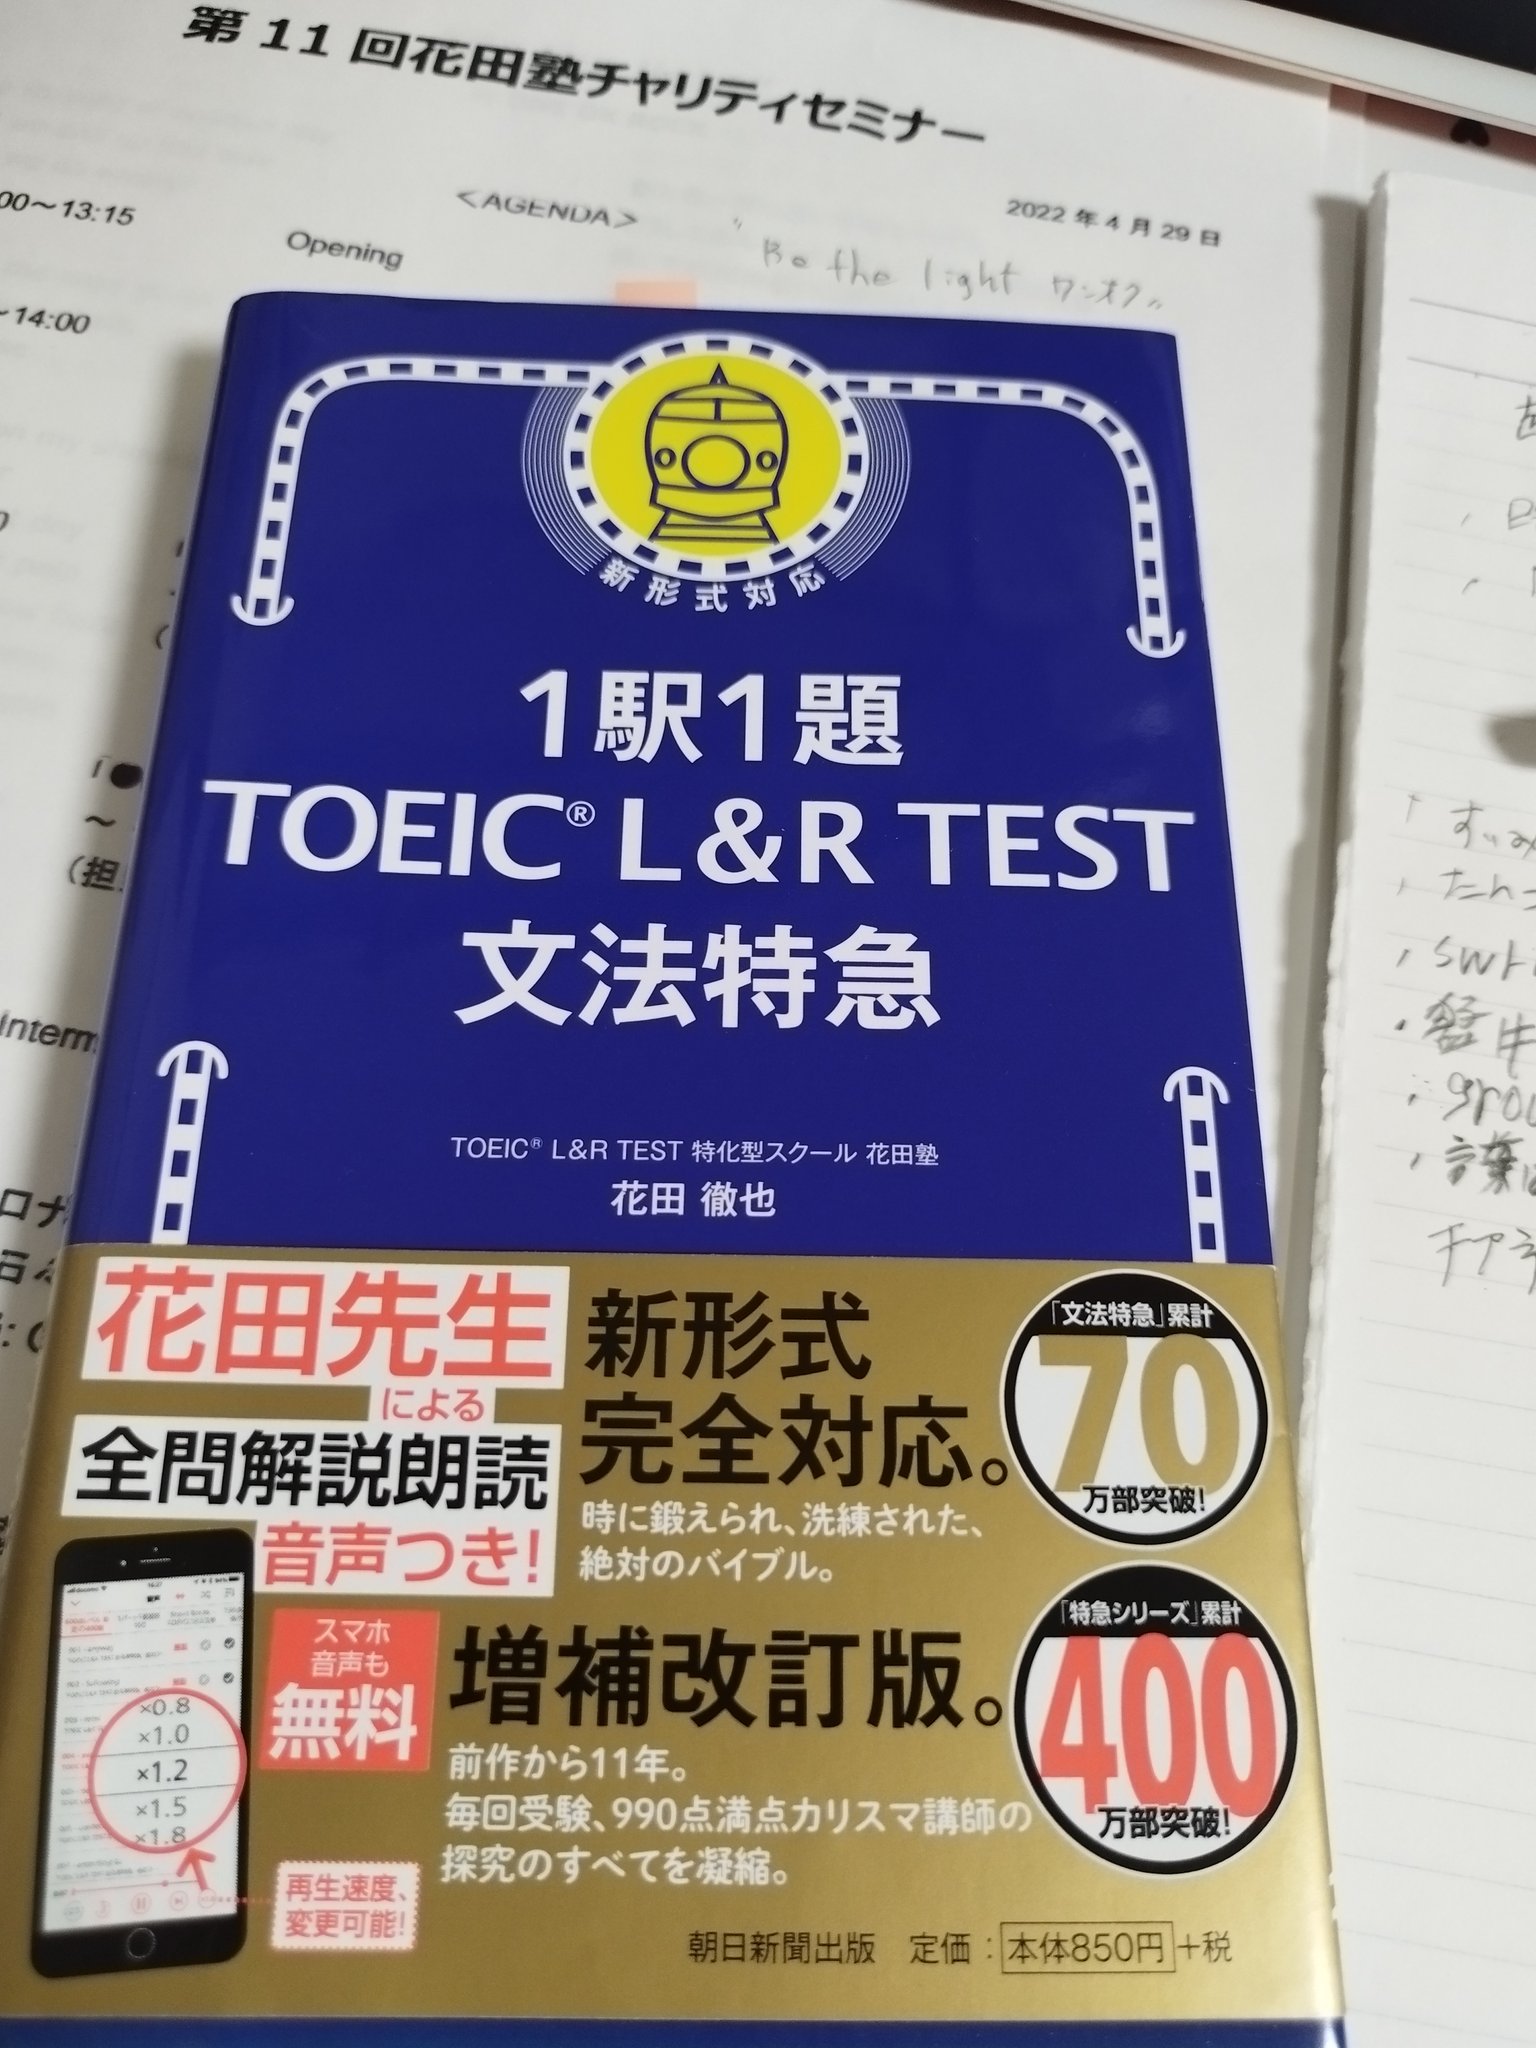 第 11 回花田塾チャリティセミナー
00～13:15
<AGENDA>
2022 年 4 月 29 日
Opening
"Be the light ワンオク"
～14:00
新形式対応
1駅1題
TOEIC® L&R TEST
文法特急
TOEIC® L&R TEST 特化型スクール 花田塾
花田 徹也
花田先生
による
全問解説朗読
音声つき!
新形式
完全対応。
時に鍛えられ、洗練された、
絶対のバイブル。
「文法特急」累計
70
万部突破!
スマホ
音声も
無料
増補改訂版。
前作から11年。
毎回受験、990点満点カリスマ講師の
探究のすべてを凝縮。
「特急シリーズ」累計
400
万部突破!
×0.8
×1.0
×1.2
×1.5
×1.8
再生速度、
変更可能!
朝日新聞出版 定価：本体850円+税
「●
～
（担
Interm